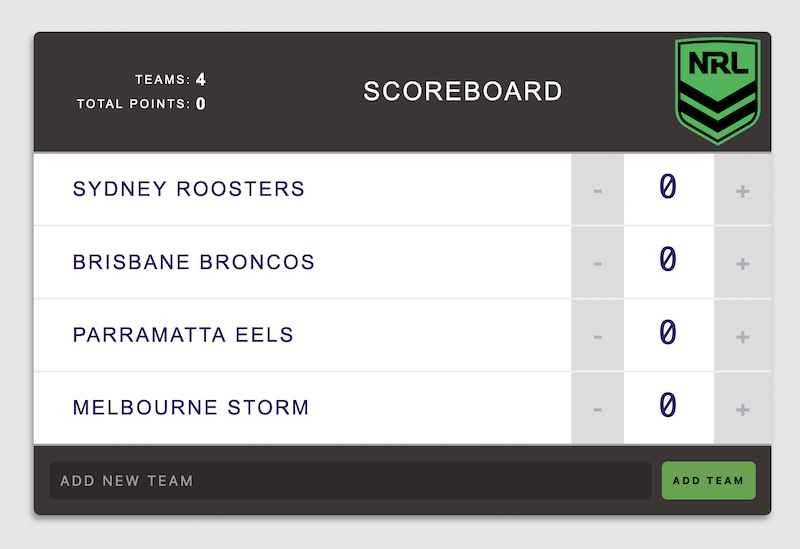 TEAMS: 4
TOTAL POINTS: 0
SCOREBOARD
NRL
SYDNEY ROOSTERS - 0 +
BRISBANE BRONCOS - 0 +
PARRAMATTA EELS - 0 +
MELBOURNE STORM - 0 +
ADD NEW TEAM
ADD TEAM